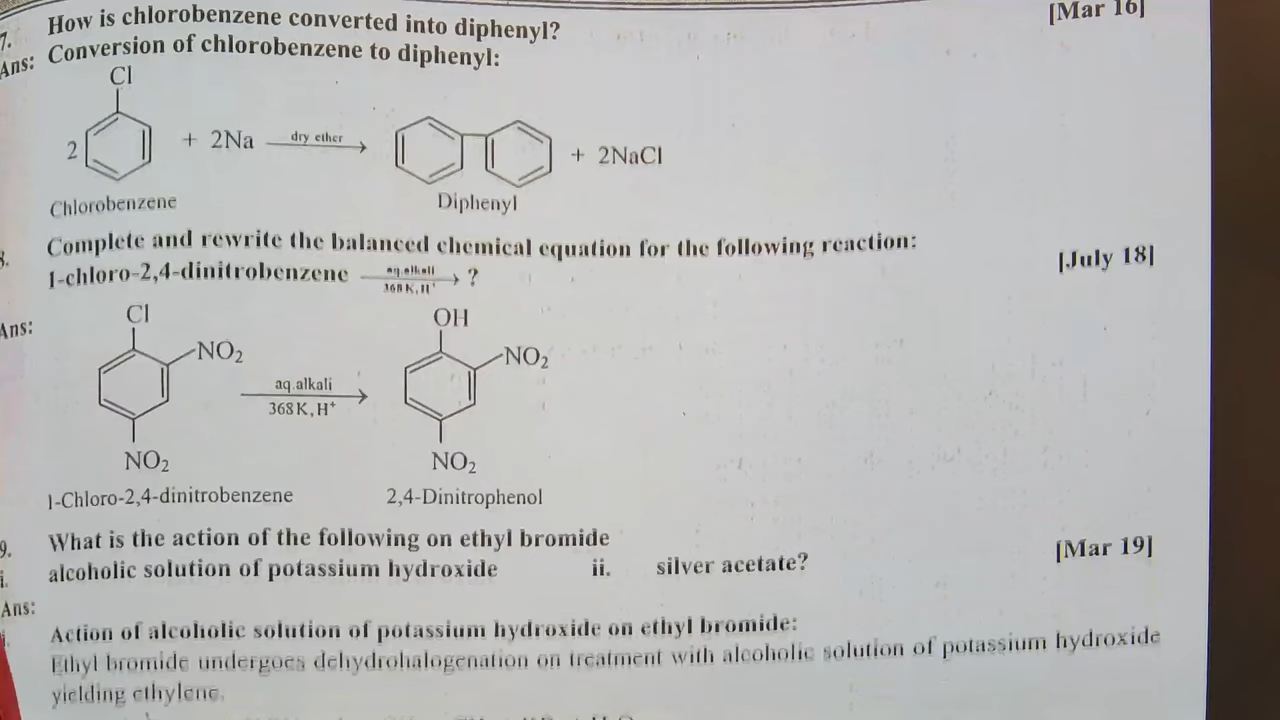 7. How is chlorobenzene converted into diphenyl? [Mar 16]
Ans: Conversion of chlorobenzene to diphenyl:
Cl
2 + 2Na dry ether + 2NaCl
Chlorobenzene Diphenyl
8. Complete and rewrite the balanced chemical equation for the following reaction: [July 18]
1-chloro-2,4-dinitrobenzene aq.alkali 368 K, H+ → ?
Ans:
Cl OH
NO2 NO2
aq.alkali
368 K, H+
NO2 NO2
1-Chloro-2,4-dinitrobenzene 2,4-Dinitrophenol
9. What is the action of the following on ethyl bromide [Mar 19]
i. alcoholic solution of potassium hydroxide ii. silver acetate?
Ans:
i. Action of alcoholic solution of potassium hydroxide on ethyl bromide:
Ethyl bromide undergoes dehydrohalogenation on treatment with alcoholic solution of potassium hydroxide
yielding ethylene.